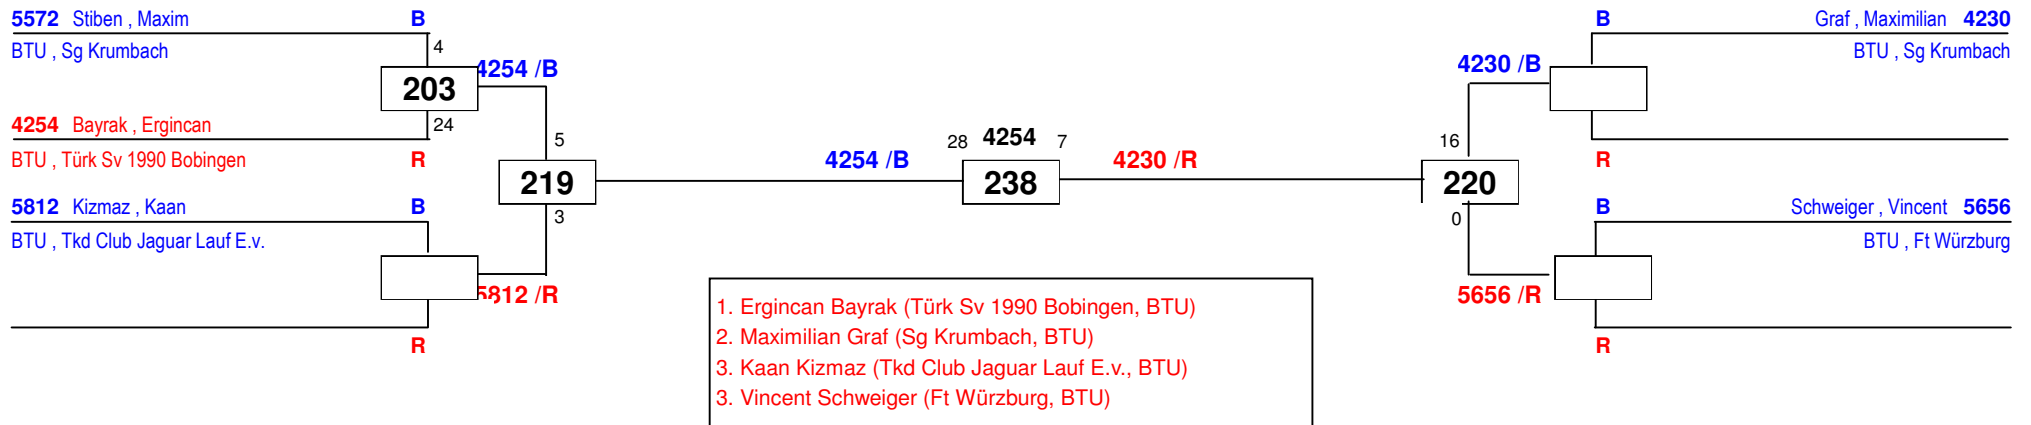 5572 Stiben , Maxim B
BTU , Sg Krumbach
4
203
4254 /B
24
4254 Bayrak , Ergincan
BTU , Türk Sv 1990 Bobingen R
5
219
3
5812 Kizmaz , Kaan B
BTU , Tkd Club Jaguar Lauf E.v.
5812 /R
R
4254 /B
28 4254 7
238
4230 /R
B Graf , Maximilian 4230
BTU , Sg Krumbach
4230 /B
R
16
220
0
B Schweiger , Vincent 5656
BTU , Ft Würzburg
5656 /R
R
1. Ergincan Bayrak (Türk Sv 1990 Bobingen, BTU)
2. Maximilian Graf (Sg Krumbach, BTU)
3. Kaan Kizmaz (Tkd Club Jaguar Lauf E.v., BTU)
3. Vincent Schweiger (Ft Würzburg, BTU)